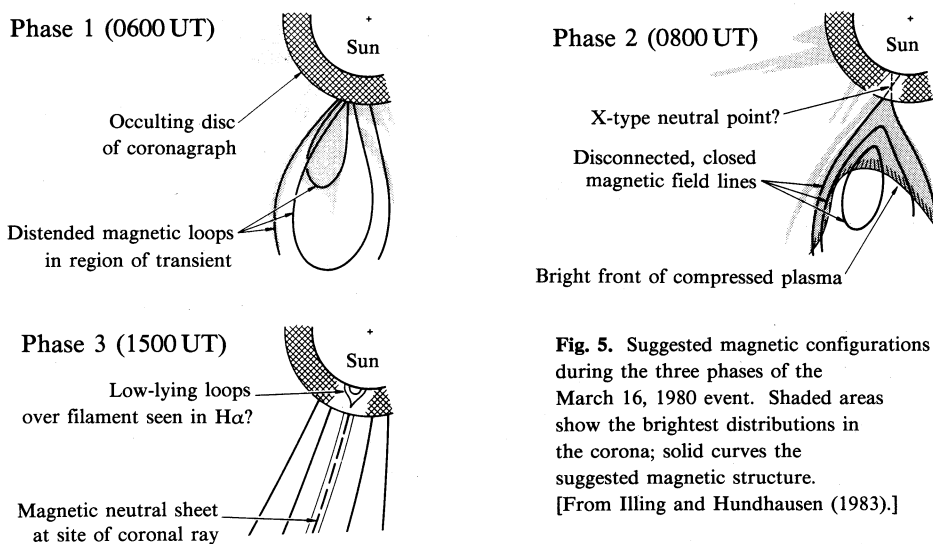 Phase 1 (0600 UT)
Sun
Occulting disc
of coronagraph
Distended magnetic loops
in region of transient
Phase 2 (0800 UT)
Sun
X-type neutral point?
Disconnected, closed
magnetic field lines
Bright front of compressed plasma
Phase 3 (1500 UT)
Sun
Low-lying loops
over filament seen in Hα?
Magnetic neutral sheet
at site of coronal ray
Fig. 5. Suggested magnetic configurations
during the three phases of the
March 16, 1980 event. Shaded areas
show the brightest distributions in
the corona; solid curves the
suggested magnetic structure.
[From Illing and Hundhausen (1983).]